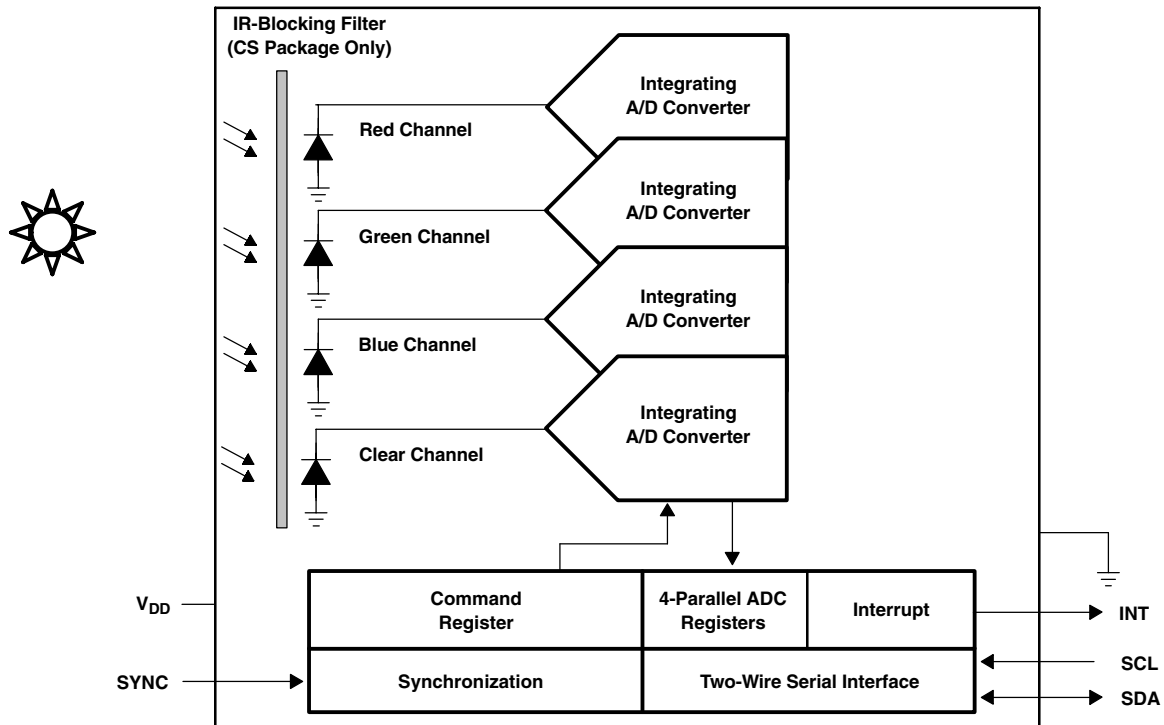 IR-Blocking Filter
(CS Package Only)
Integrating
A/D Converter
Red Channel
Integrating
A/D Converter
Green Channel
Integrating
A/D Converter
Blue Channel
Integrating
A/D Converter
Clear Channel
VDD
Command
Register
4-Parallel ADC
Registers
Interrupt
INT
SYNC
Synchronization
Two-Wire Serial Interface
SCL
SDA